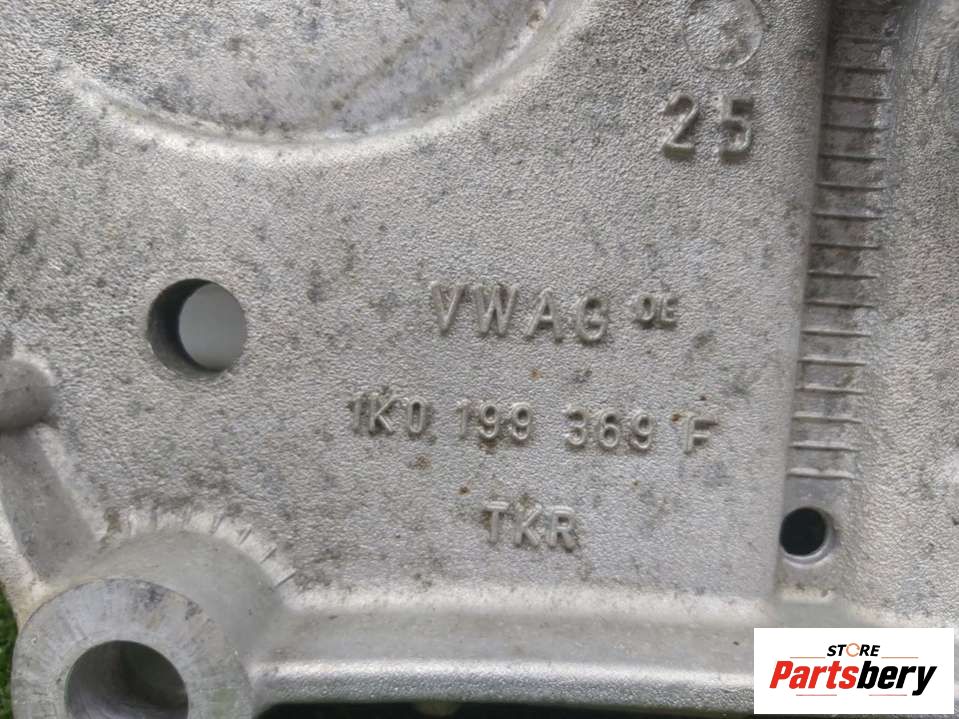 25
VWAG DE
1K0 199 369 F
TKR
STORE
Partsbery